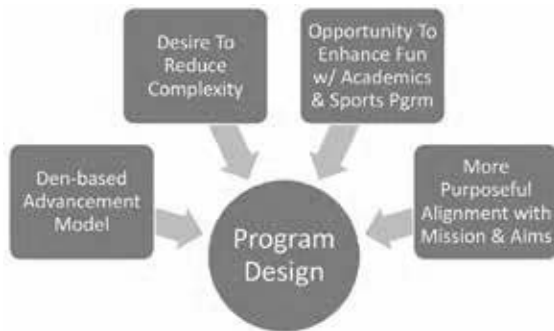 Desire To
Reduce
Complexity
Opportunity To
Enhance Fun
w/ Academics
& Sports Pgrm
Den-based
Advancement
Model
More
Purposeful
Alignment with
Mission & Aims
Program
Design